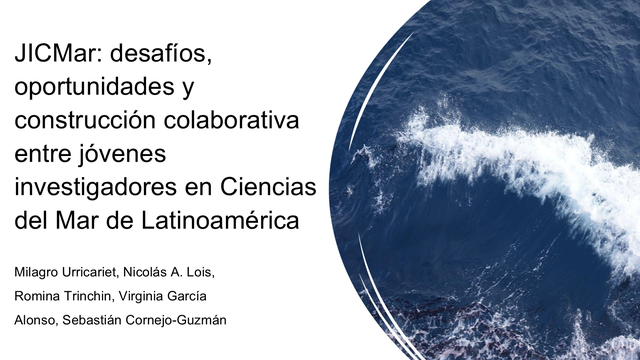 JICMar: desafíos,
oportunidades y
construcción colaborativa
entre jóvenes
investigadores en Ciencias
del Mar de Latinoamérica
Milagro Urricariet, Nicolás A. Lois,
Romina Trinchin, Virginia García
Alonso, Sebastián Cornejo-Guzmán